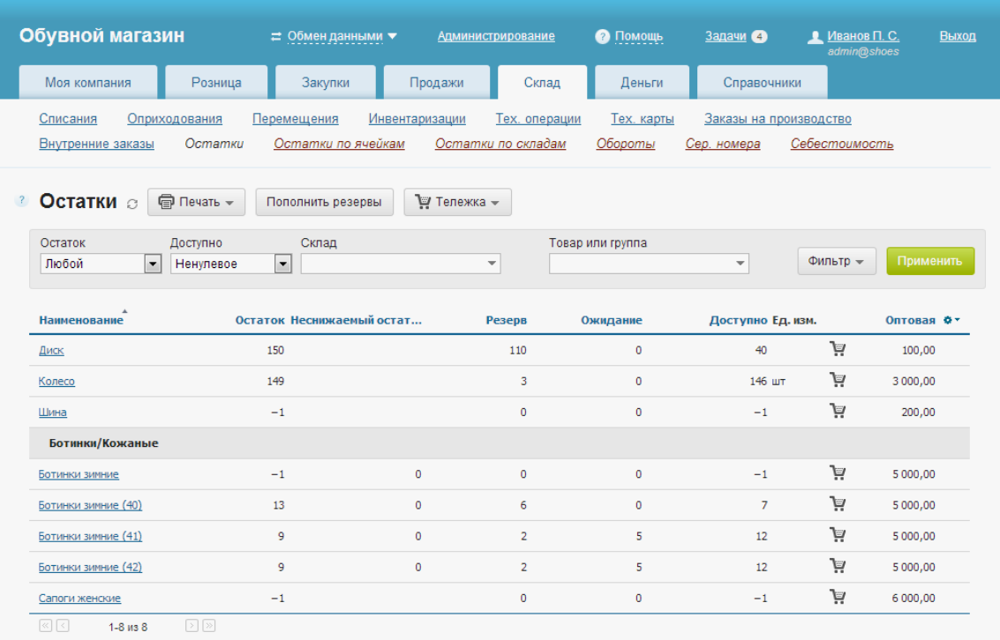 Обувной магазин Обмен данными Администрирование ? Помощь Задачи 4 Иванов П. С. Выход
admin@shoes
Моя компания Розница Закупки Продажи Склад Деньги Справочники
Списания Оприходования Перемещения Инвентаризации Тех. операции Тех. карты Заказы на производство
Внутренние заказы Остатки Остатки по ячейкам Остатки по складам Обороты Сер. номера Себестоимость
? Остатки Печать Пополнить резервы Тележка
Остаток Доступно Склад Товар или группа
Любой Ненулевое Фильтр Применить
Наименование Остаток Неснижаемый остат... Резерв Ожидание Доступно Ед. изм. Оптовая
Диск 150 110 0 40 100,00
Колесо 149 3 0 146 шт 3 000,00
Шина −1 0 0 −1 200,00
Ботинки/Кожаные
Ботинки зимние −1 0 0 0 −1 5 000,00
Ботинки зимние (40) 13 0 6 0 7 5 000,00
Ботинки зимние (41) 9 0 2 5 12 5 000,00
Ботинки зимние (42) 9 0 2 5 12 5 000,00
Сапоги женские −1 0 0 −1 6 000,00
1-8 из 8